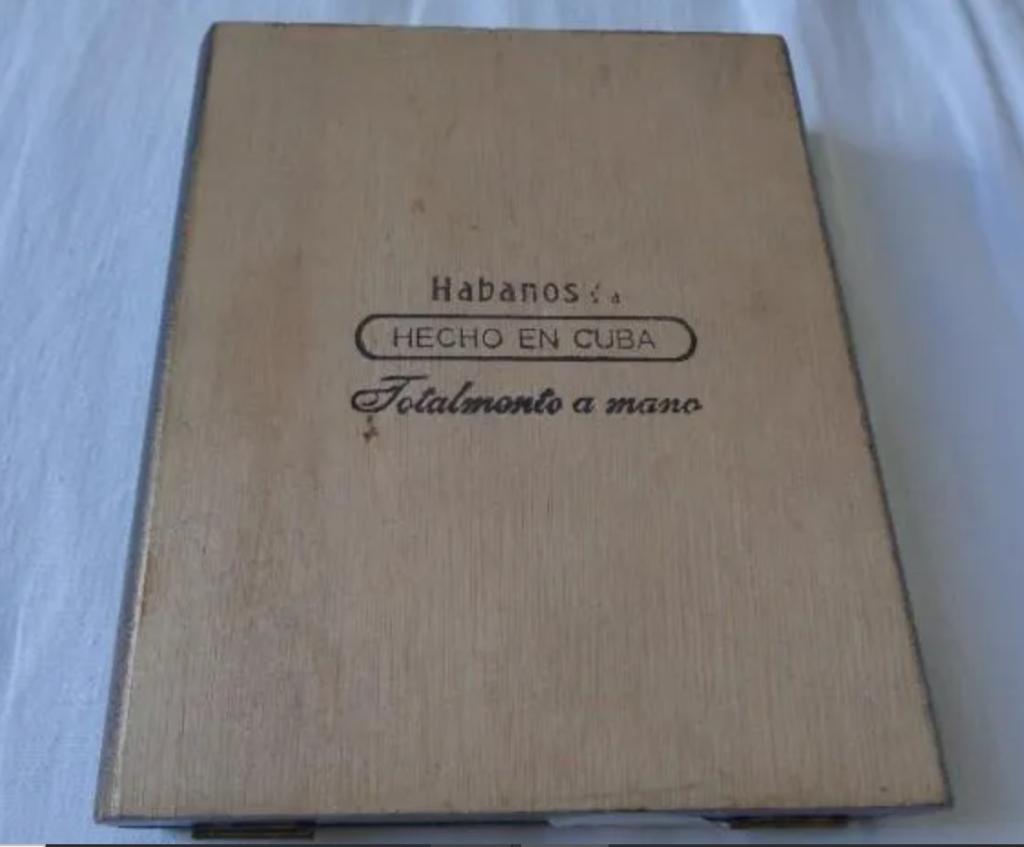 Habanos s.a
HECHO EN CUBA
Totalmente a mano